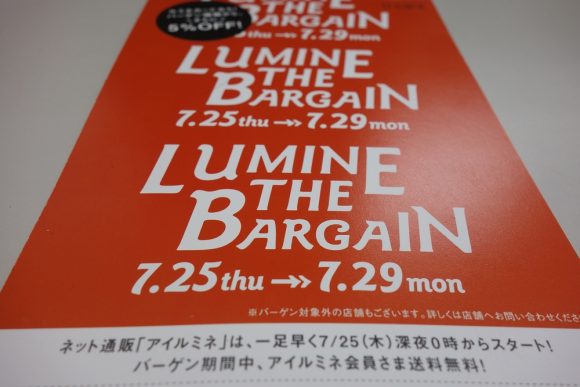 5%OFF!
THE
BARGAIN
LUMINE
THE
BARGAIN
7.25thu→7.29mon
LUMINE
THE
BARGAIN
7.25thu→7.29mon
※バーゲン対象外の店舗もございます。詳しくは店舗へお問い合わせくださ
ネット通販「アイルミネ」は、一足早く7/25(木)深夜0時からスタート!
バーゲン期間中、アイルミネ会員さま送料無料!